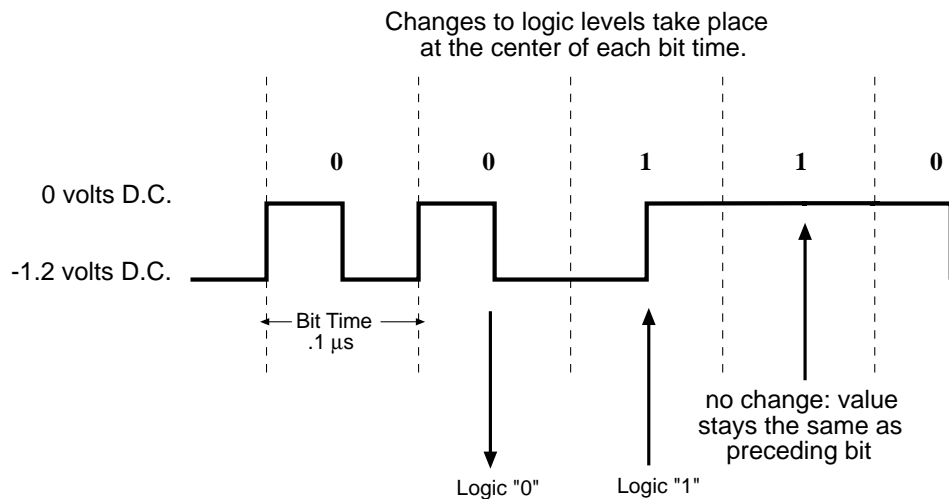 Changes to logic levels take place
at the center of each bit time.
0 0 1 1 0
0 volts D.C.
-1.2 volts D.C.
Bit Time
.1 μs
no change: value
stays the same as
preceding bit
Logic "0" Logic "1"